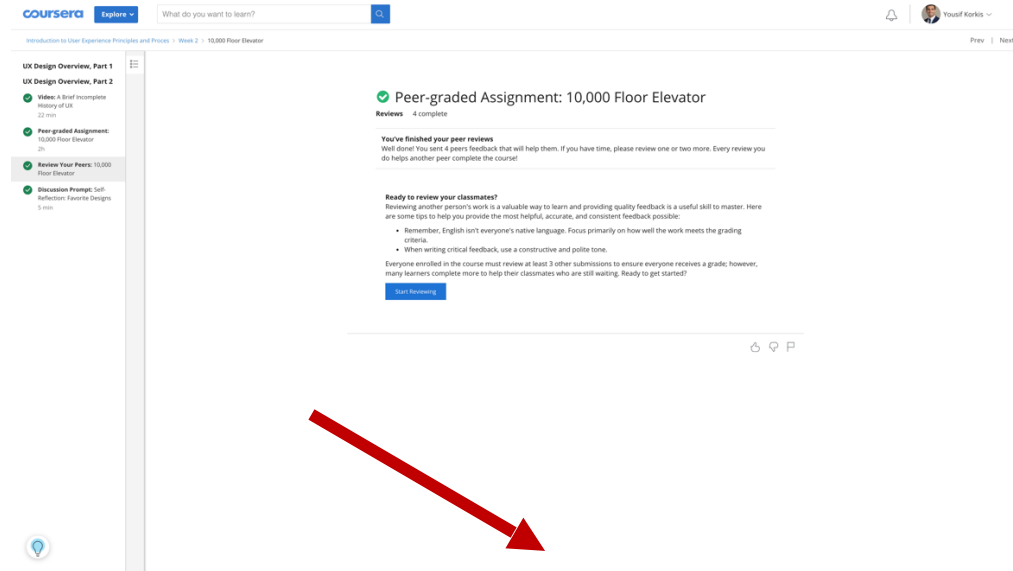 coursera
Explore
What do you want to learn?
Yousif Korkis
Introduction to User Experience Principles and Proces > Week 2 > 10,000 Floor Elevator
Prev | Next
UX Design Overview, Part 1
UX Design Overview, Part 2
Video: A Brief Incomplete
History of UX
22 min
Peer-graded Assignment:
10,000 Floor Elevator
2h
Review Your Peers: 10,000
Floor Elevator
Discussion Prompt: Self-
Reflection: Favorite Designs
5 min
Peer-graded Assignment: 10,000 Floor Elevator
Reviews 4 complete
You've finished your peer reviews
Well done! You sent 4 peers feedback that will help them. If you have time, please review one or two more. Every review you
do helps another peer complete the course!
Ready to review your classmates?
Reviewing another person's work is a valuable way to learn and providing quality feedback is a useful skill to master. Here
are some tips to help you provide the most helpful, accurate, and consistent feedback possible:
• Remember, English isn't everyone's native language. Focus primarily on how well the work meets the grading
criteria.
• When writing critical feedback, use a constructive and polite tone.
Everyone enrolled in the course must review at least 3 other submissions to ensure everyone receives a grade; however,
many learners complete more to help their classmates who are still waiting. Ready to get started?
Start Reviewing